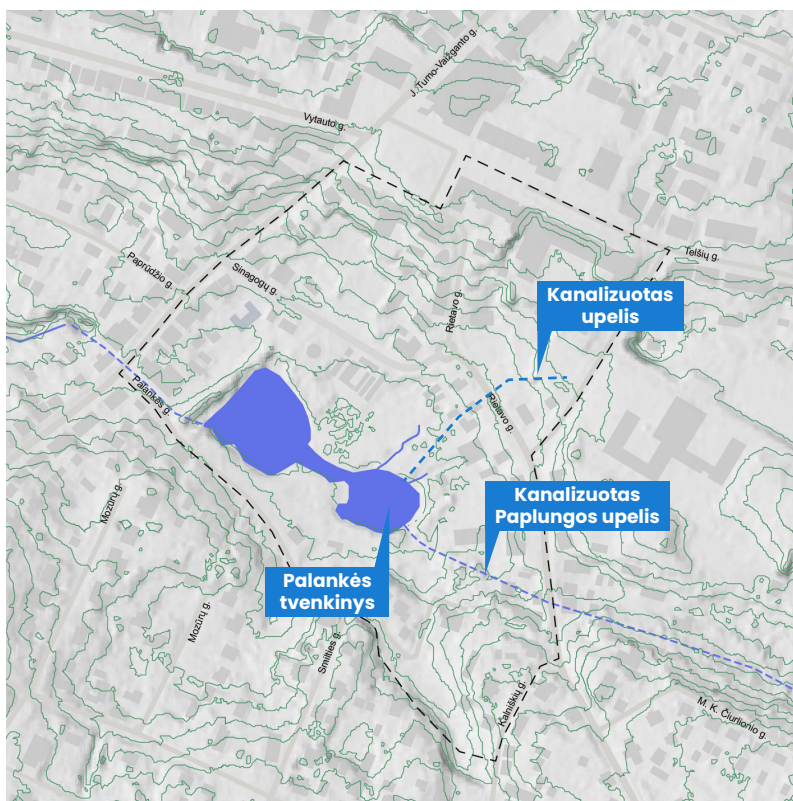 J. Tumo-Vaižganto g.
Vytauto g.
Telšių g.
Paprūdžio g.
Sinagogų g.
Rietavo g.
Kanalizuotas
upelis
Palankės g.
Rietavo g.
Mozūrų g.
Kanalizuotas
Paplungos upelis
Palankės
tvenkinys
Mozūrų g.
Smilties g.
Kalniškių g.
M. K. Čiurlionio g.